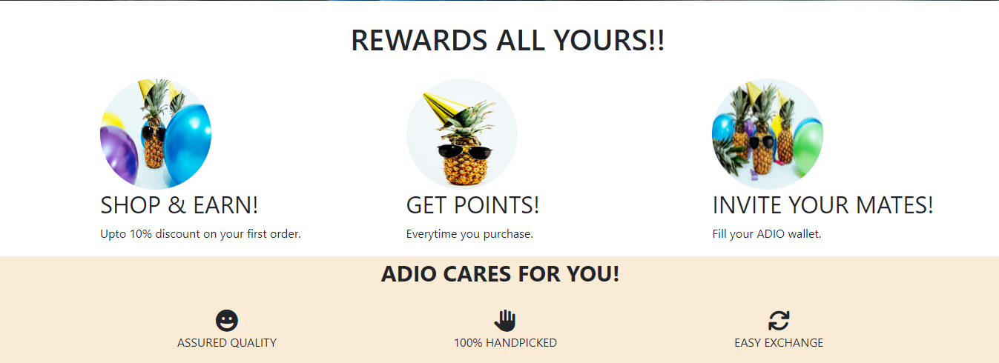 REWARDS ALL YOURS!!
SHOP & EARN!
Upto 10% discount on your first order.
GET POINTS!
Everytime you purchase.
INVITE YOUR MATES!
Fill your ADIO wallet.
ADIO CARES FOR YOU!
ASSURED QUALITY
100% HANDPICKED
EASY EXCHANGE